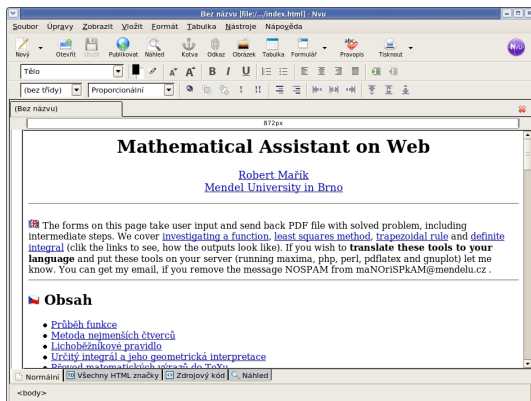 Bez názvu [file:/.../index.html] - Nvu
Soubor Úpravy Zobrazit Vložit Formát Tabulka Nástroje Nápověda
Nový Otevřít Uložit Publikovat Náhled Kotva Odkaz Obrázek Tabulka Formulář Pravopis Tisknout Nvu
Tělo
(bez třídy) Proporcionální
(Bez názvu)
872px
Mathematical Assistant on Web
Robert Mařík
Mendel University in Brno
The forms on this page take user input and send back PDF file with solved problem, including
intermediate steps. We cover investigating a function, least squares method, trapezoidal rule and definite
integral (clik the links to see, how the outputs look like). If you wish to translate these tools to your
language and put these tools on your server (running maxima, php, perl, pdflatex and gnuplot) let me
know. You can get my email, if you remove the message NOSPAM from maNOriSPkAM@mendelu.cz .
Obsah
Průběh funkce
Metoda nejmenších čtverců
Lichoběžníkové pravidlo
Určitý integrál a jeho geometrická interpretace
Převod matematických výrazů do TeXu
Normální Všechny HTML značky Zdrojový kód Náhled
<body>